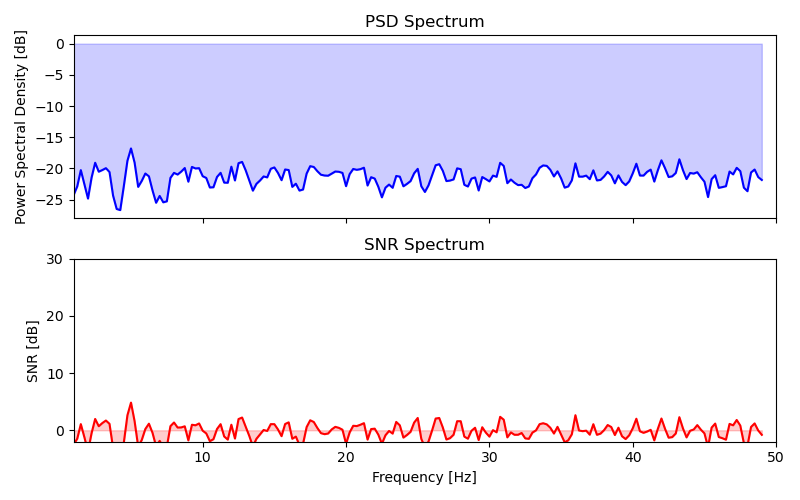 PSD Spectrum
Power Spectral Density [dB]
0
−5
−10
−15
−20
−25
SNR Spectrum
SNR [dB]
30
20
10
0
10 20 30 40 50
Frequency [Hz]